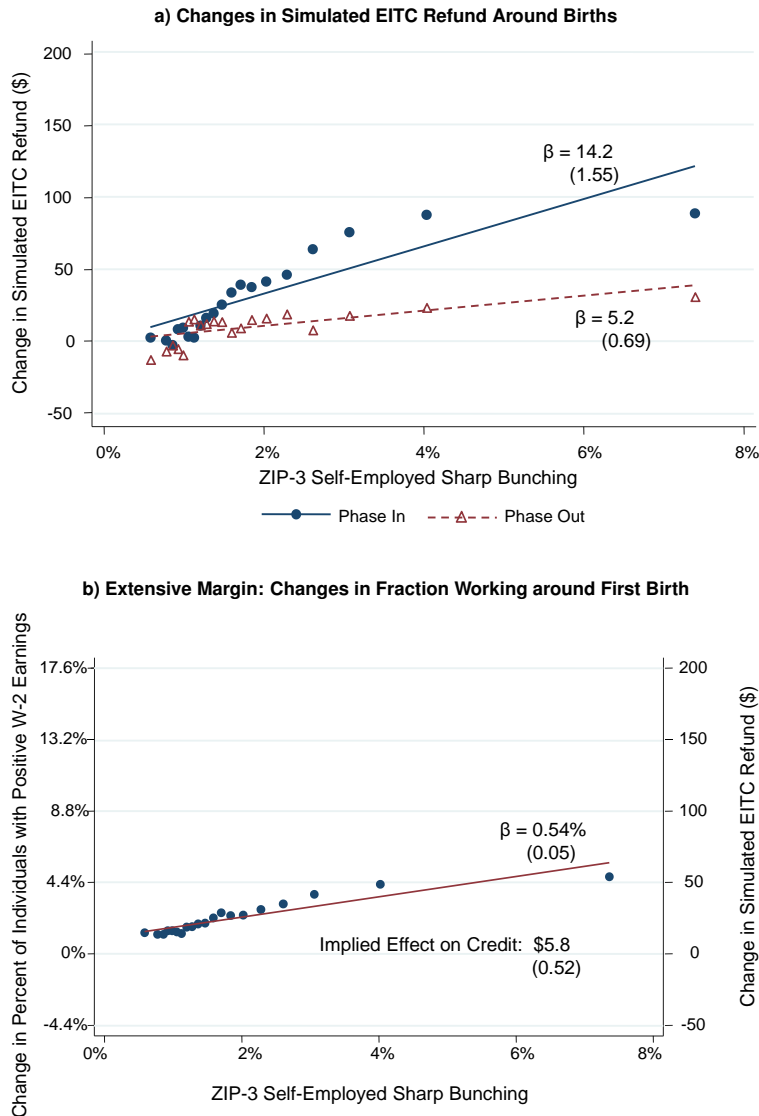 a) Changes in Simulated EITC Refund Around Births
Change in Simulated EITC Refund ($)
200
150
100
50
0
-50
β = 14.2
(1.55)
β = 5.2
(0.69)
0%
2%
4%
6%
8%
ZIP-3 Self-Employed Sharp Bunching
Phase In
Phase Out
b) Extensive Margin: Changes in Fraction Working around First Birth
Change in Percent of Individuals with Positive W-2 Earnings
17.6%
13.2%
8.8%
4.4%
0%
-4.4%
β = 0.54%
(0.05)
Implied Effect on Credit: $5.8
(0.52)
200
150
100
50
0
-50
Change in Simulated EITC Refund ($)
0%
2%
4%
6%
8%
ZIP-3 Self-Employed Sharp Bunching